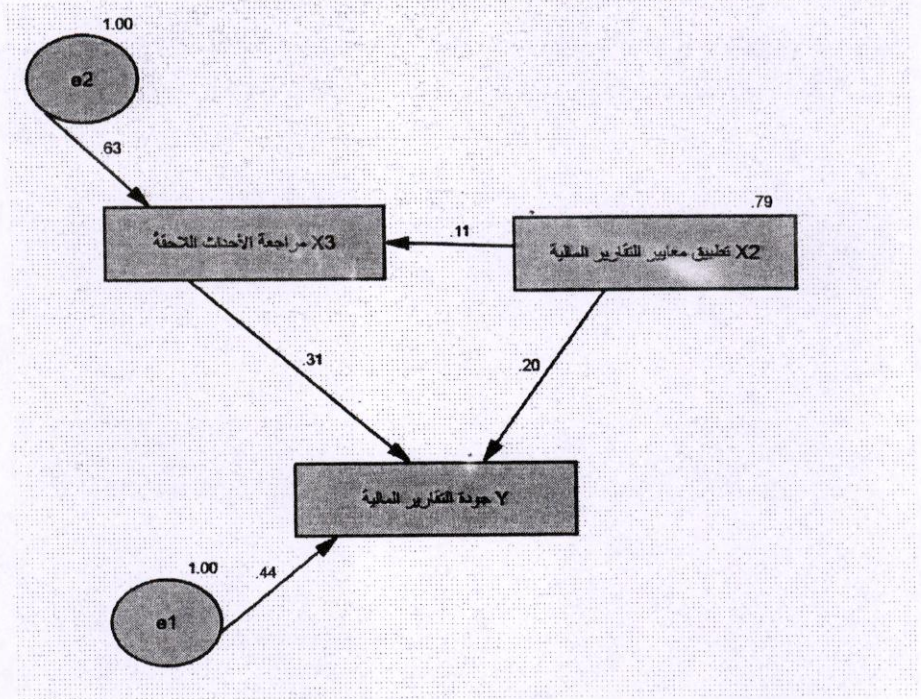 1.00
e2
.63
.79
X3 مراجعة الأحداث اللاحقة
.11
X2 تطبيق معايير التقارير المالية
.31
.20
Y جودة التقارير المالية
1.00
.44
e1